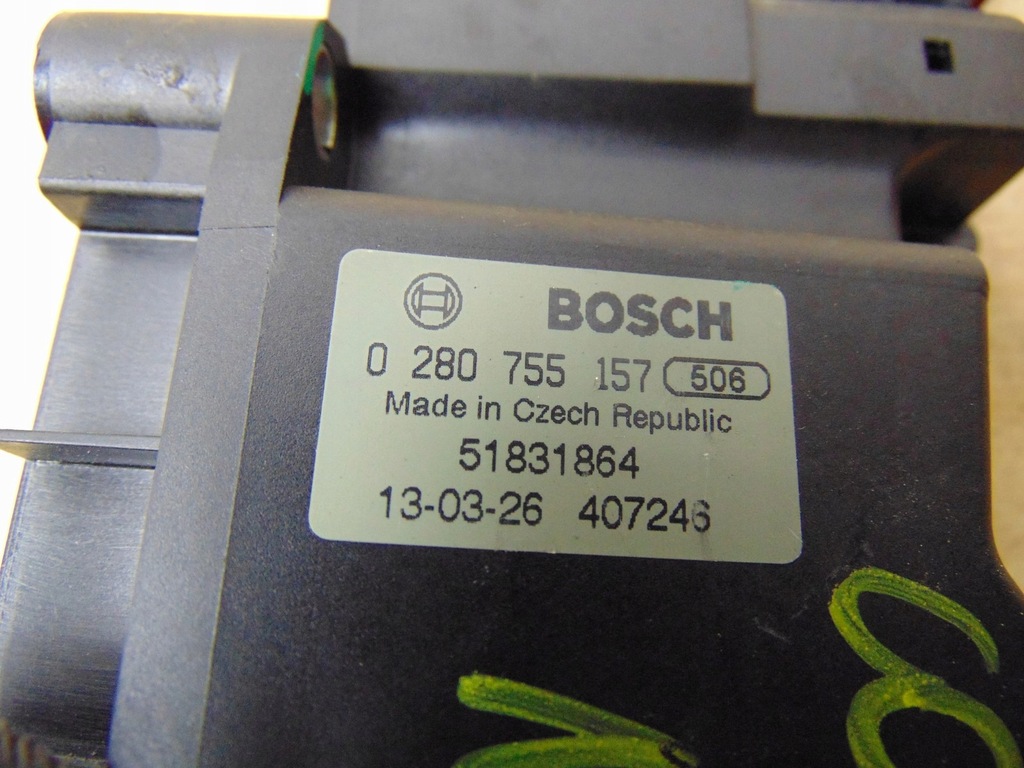 BOSCH
0 280 755 157 506
Made in Czech Republic
51831864
13-03-26 407246